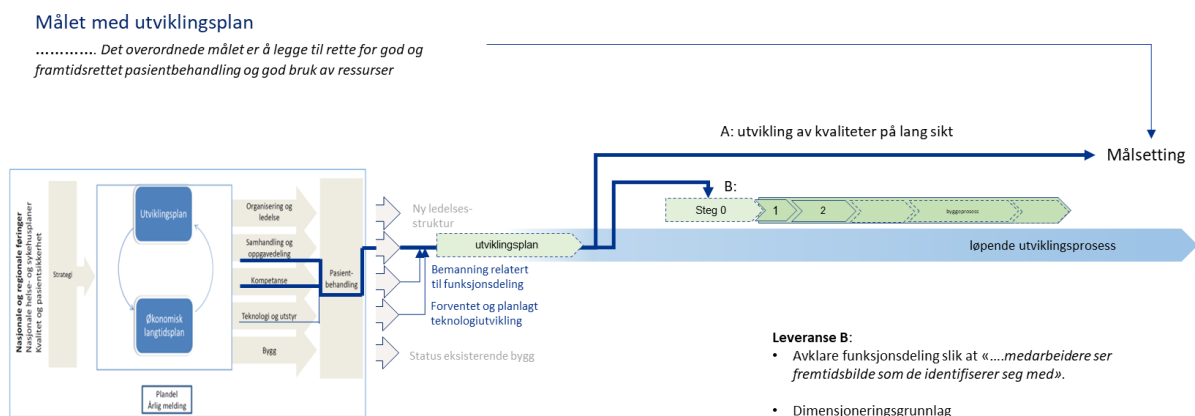 Målet med utviklingsplan
…………. Det overordnede målet er å legge til rette for god og
framtidsrettet pasientbehandling og god bruk av ressurser
A: utvikling av kvaliteter på lang sikt
Målsetting
B:
Steg 0
1
2
byggeprosess
Nasjonale og regionale føringer
Nasjonale helse- og sykehusplaner
Kvalitet og pasientsikkerhet
Strategi
Utviklingsplan
Økonomisk
langtidsplan
Organisering og
ledelse
Samhandling og
oppgavedeling
Kompetanse
Teknologi og utstyr
Bygg
Pasient-
behandling
Plandel
Årlig melding
Ny ledelses-
struktur
utviklingsplan
løpende utviklingsprosess
Bemanning relatert
til funksjonsdeling
Forventet og planlagt
teknologiutvikling
Status eksisterende bygg
Leveranse B:
• Avklare funksjonsdeling slik at «….medarbeidere ser
fremtidsbilde som de identifiserer seg med».
• Dimensjoneringsgrunnlag